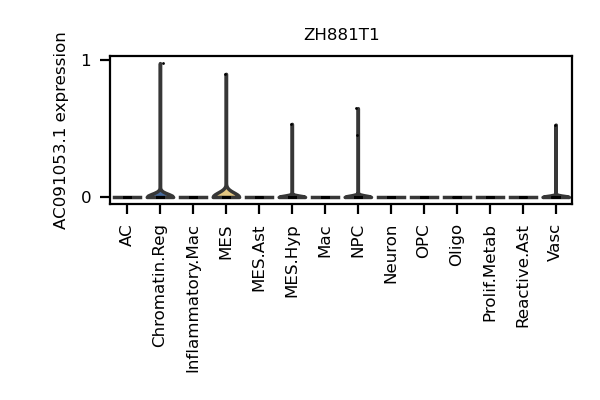 ZH881T1
AC091053.1 expression
1
0
AC
Chromatin.Reg
Inflammatory.Mac
MES
MES.Ast
MES.Hyp
Mac
NPC
Neuron
OPC
Oligo
Prolif.Metab
Reactive.Ast
Vasc